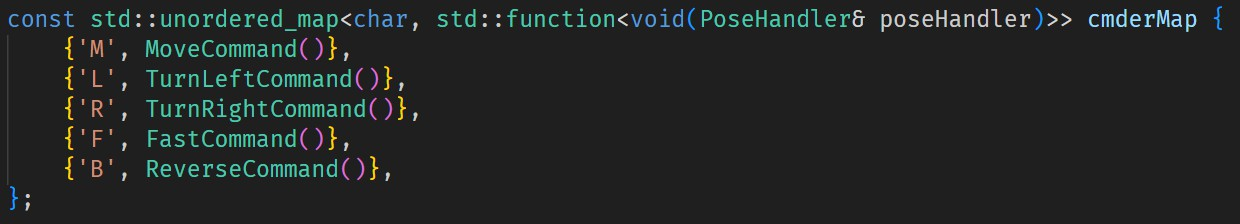 const std::unordered_map<char, std::function<void(PoseHandler& poseHandler)>> cmderMap {
    {'M', MoveCommand()},
    {'L', TurnLeftCommand()},
    {'R', TurnRightCommand()},
    {'F', FastCommand()},
    {'B', ReverseCommand()},
};